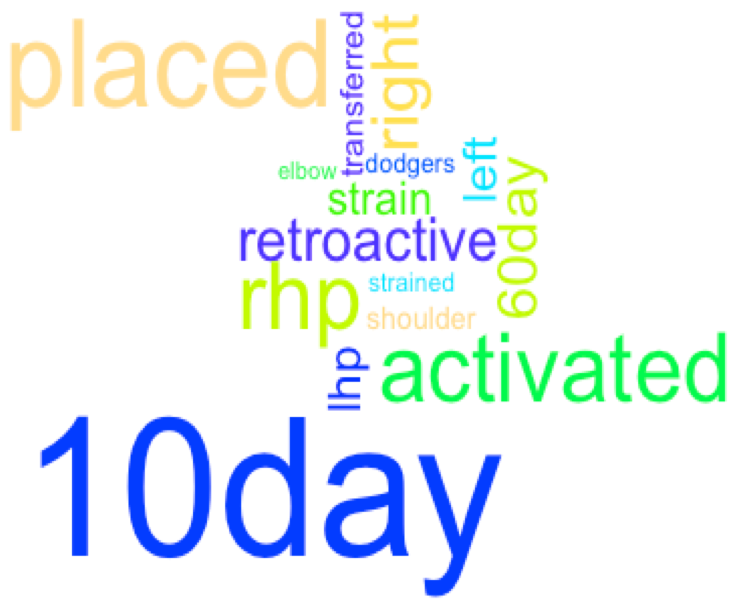 placed
transferred
right
elbow
dodgers
left
strain
60day
retroactive
rhp
strained
shoulder
lhp
activated
10day